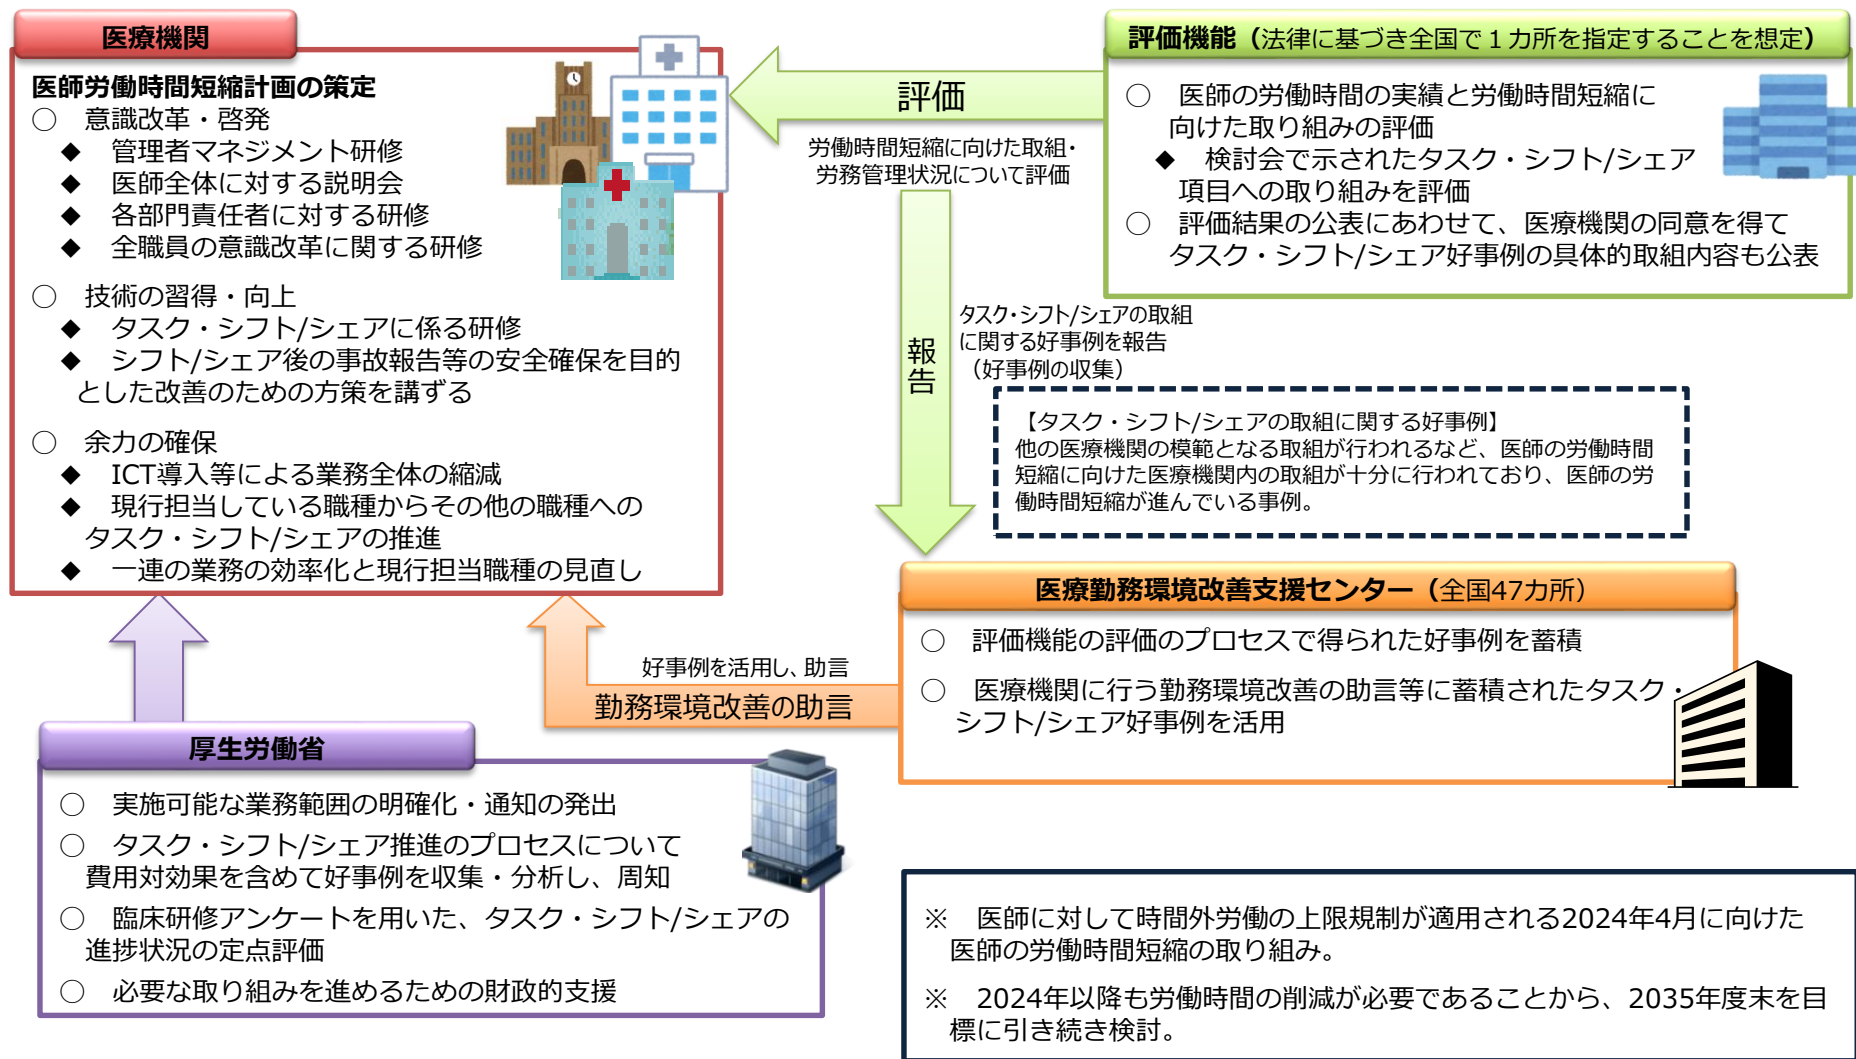 医療機関
医師労働時間短縮計画の策定
○　意識改革・啓発
◆　管理者マネジメント研修
◆　医師全体に対する説明会
◆　各部門責任者に対する研修
◆　全職員の意識改革に関する研修
○　技術の習得・向上
◆　タスク・シフト/シェアに係る研修
◆　シフト/シェア後の事故報告等の安全確保を目的
とした改善のための方策を講ずる
○　余力の確保
◆　ICT導入等による業務全体の縮減
◆　現行担当している職種からその他の職種への
タスク・シフト/シェアの推進
◆　一連の業務の効率化と現行担当職種の見直し
評価
労働時間短縮に向けた取組・
労務管理状況について評価
評価機能（法律に基づき全国で１カ所を指定することを想定）
○　医師の労働時間の実績と労働時間短縮に
向けた取り組みの評価
◆　検討会で示されたタスク・シフト/シェア
項目への取り組みを評価
○　評価結果の公表にあわせて、医療機関の同意を得て
タスク・シフト/シェア好事例の具体的取組内容も公表
報告
タスク・シフト/シェアの取組
に関する好事例を報告
（好事例の収集）
【タスク・シフト/シェアの取組に関する好事例】
他の医療機関の模範となる取組が行われるなど、医師の労働時間
短縮に向けた医療機関内の取組が十分に行われており、医師の労
働時間短縮が進んでいる事例。
医療勤務環境改善支援センター（全国47カ所）
○　評価機能の評価のプロセスで得られた好事例を蓄積
○　医療機関に行う勤務環境改善の助言等に蓄積されたタスク・
シフト/シェア好事例を活用
好事例を活用し、助言
勤務環境改善の助言
厚生労働省
○　実施可能な業務範囲の明確化・通知の発出
○　タスク・シフト/シェア推進のプロセスについて
費用対効果を含めて好事例を収集・分析し、周知
○　臨床研修アンケートを用いた、タスク・シフト/シェアの
進捗状況の定点評価
○　必要な取り組みを進めるための財政的支援
※　医師に対して時間外労働の上限規制が適用される2024年4月に向けた
医師の労働時間短縮の取り組み。
※　2024年以降も労働時間の削減が必要であることから、2035年度末を目
標に引き続き検討。